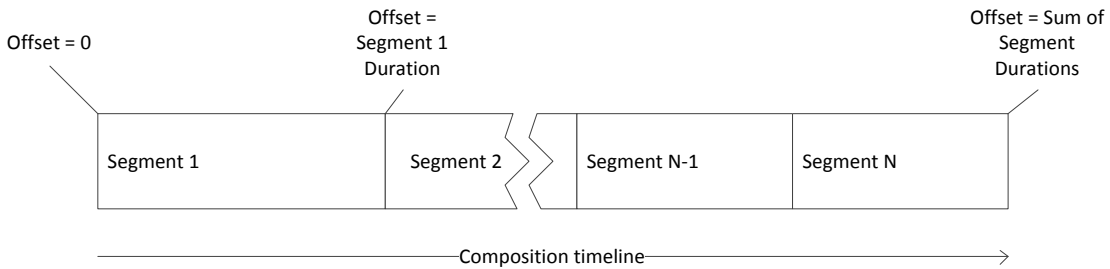 Offset = 0
Offset =
Segment 1
Duration
Offset = Sum of
Segment
Durations
Segment 1
Segment 2
Segment N-1
Segment N
Composition timeline